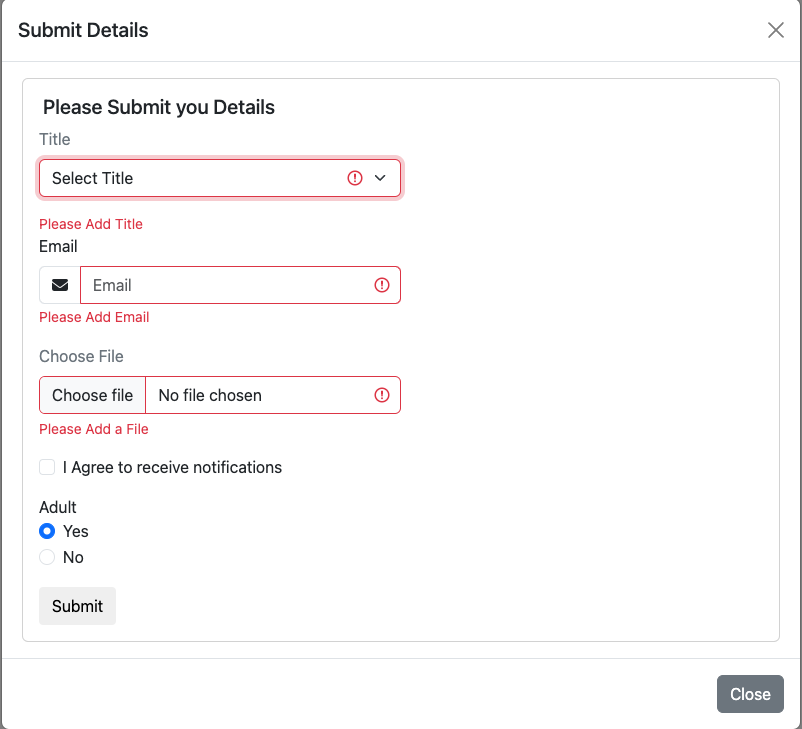 Submit Details
Please Submit you Details
Title
Select Title
Please Add Title
Email
Email
Please Add Email
Choose File
Choose file No file chosen
Please Add a File
I Agree to receive notifications
Adult
Yes
No
Submit
Close